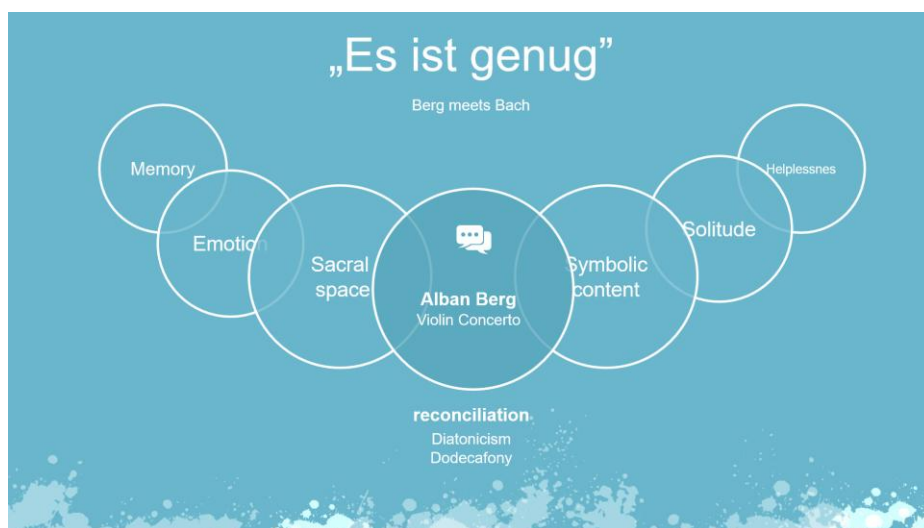 „Es ist genug”
Berg meets Bach
Memory
Helplessnes
Emotion
Solitude
Sacral
space
Symbolic
content
Alban Berg
Violin Concerto
reconciliation
Diatonicism
Dodecafony